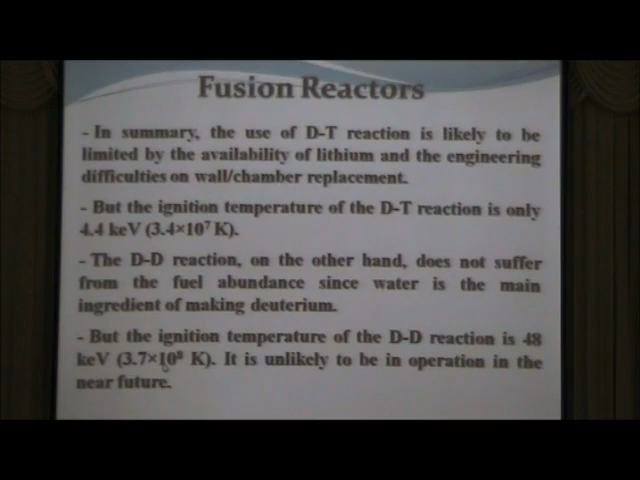 Fusion Reactors
- In summary, the use of D-T reaction is likely to be
limited by the availability of lithium and the engineering
difficulties on wall/chamber replacement.
- But the ignition temperature of the D-T reaction is only
4.4 keV (3.4×10⁷ K).
- The D-D reaction, on the other hand, does not suffer
from the fuel abundance since water is the main
ingredient of making deuterium.
- But the ignition temperature of the D-D reaction is 48
keV (3.7×10⁸ K). It is unlikely to be in operation in the
near future.